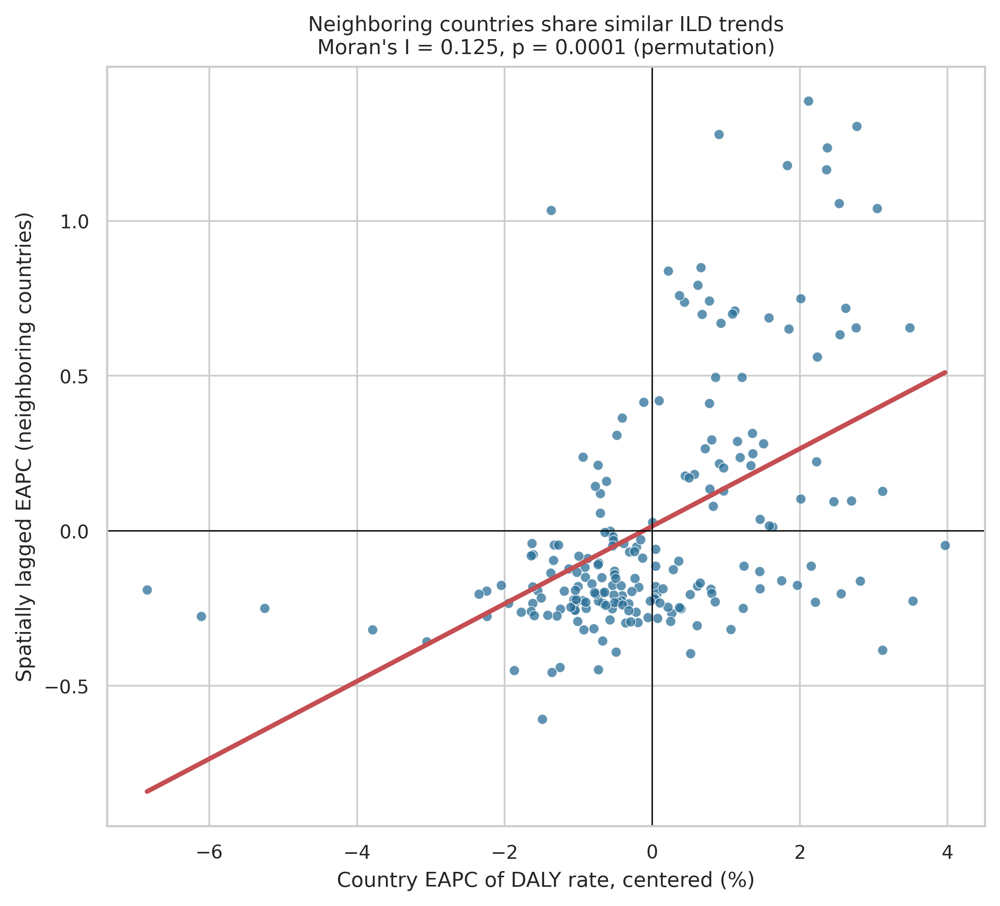 Neighboring countries share similar ILD trends
Moran's I = 0.125, p = 0.0001 (permutation)
Spatially lagged EAPC (neighboring countries)
1.0
0.5
0.0
−0.5
−6
−4
−2
0
2
4
Country EAPC of DALY rate, centered (%)